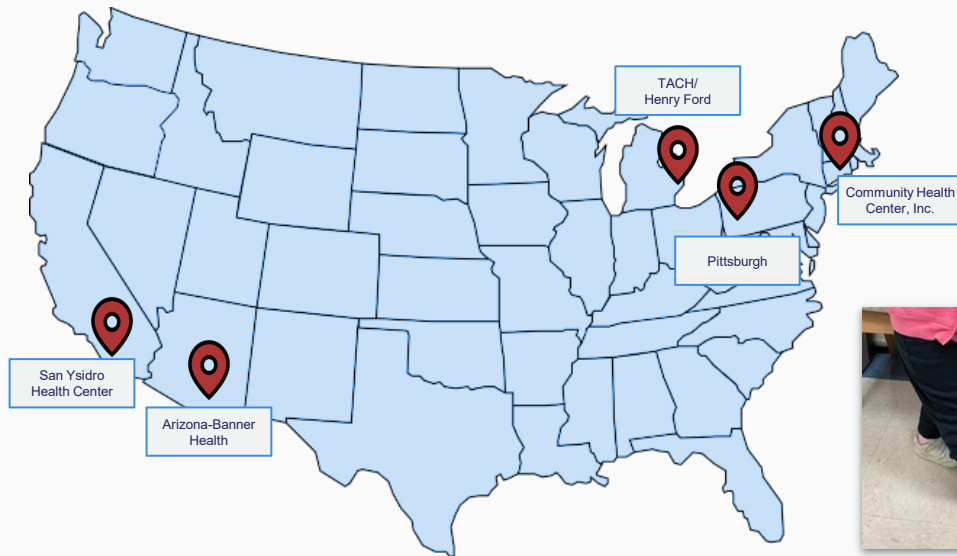 TACH/
Henry Ford
Community Health
Center, Inc.
Pittsburgh
San Ysidro
Health Center
Arizona-Banner
Health